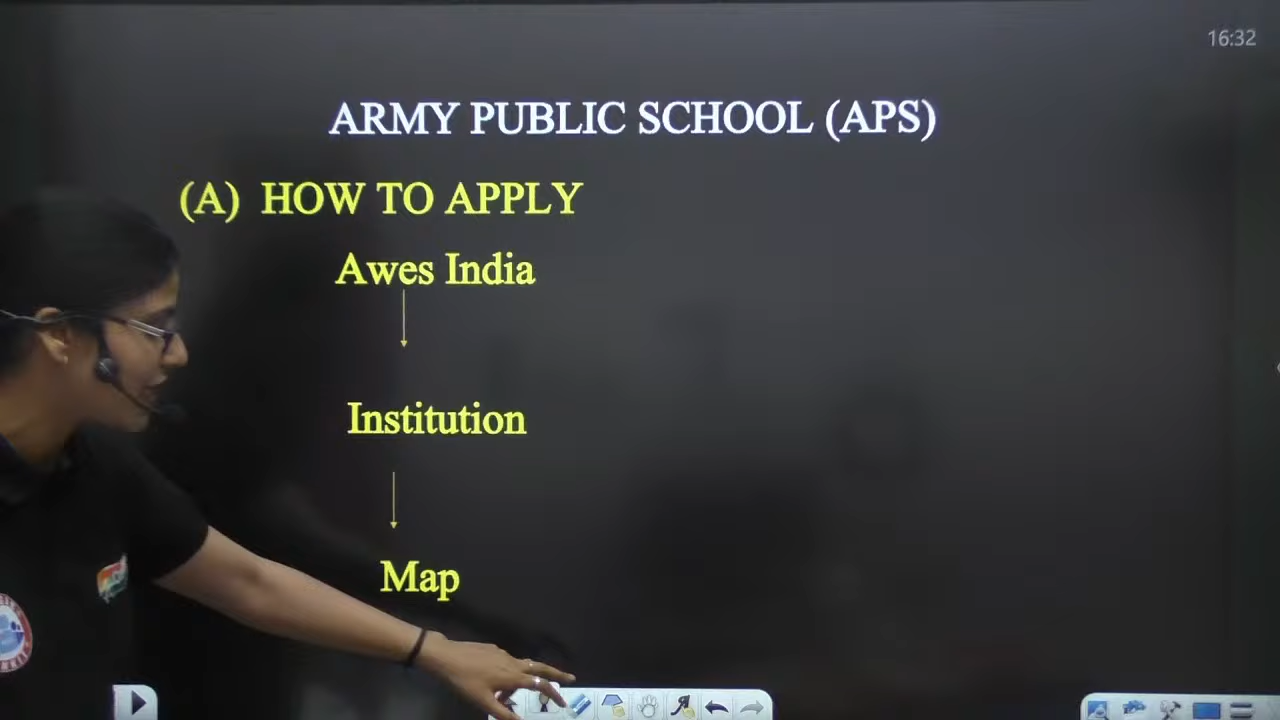 16:32
ARMY PUBLIC SCHOOL (APS)
(A) HOW TO APPLY
Awes India
Institution
Map